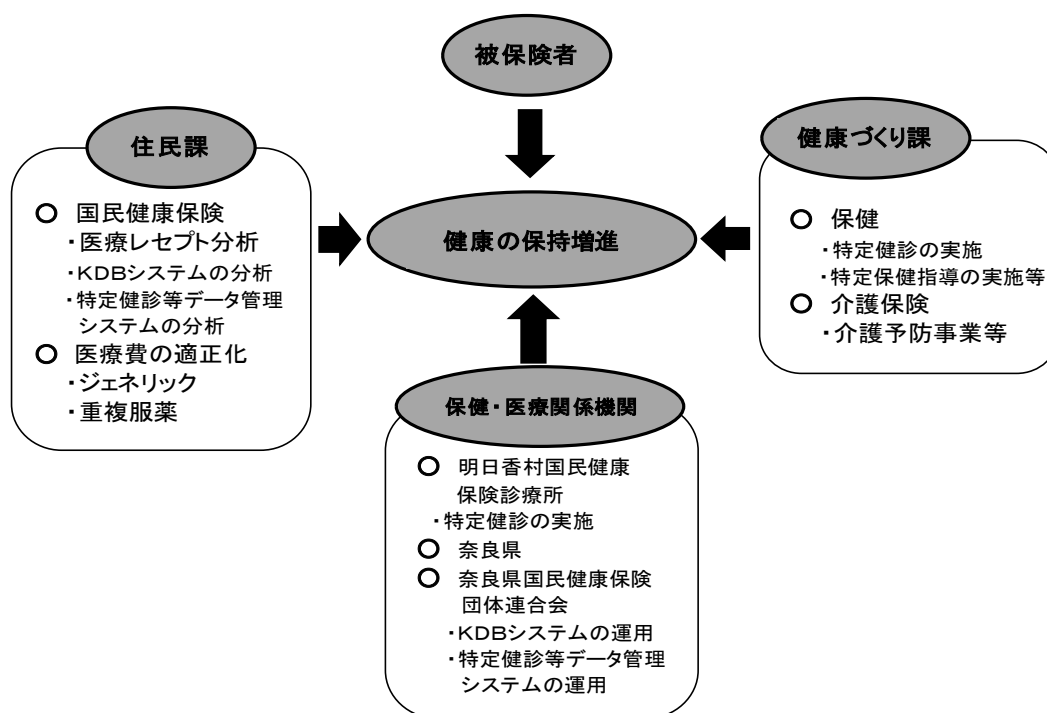 被保険者
住民課
○ 国民健康保険
・医療レセプト分析
・KDBシステムの分析
・特定健診等データ管理
システムの分析
○ 医療費の適正化
・ジェネリック
・重複服薬
健康の保持増進
健康づくり課
○ 保健
・特定健診の実施
・特定保健指導の実施等
○ 介護保険
・介護予防事業等
保健・医療関係機関
○ 明日香村国民健康
保険診療所
・特定健診の実施
○ 奈良県
○ 奈良県国民健康保険
団体連合会
・KDBシステムの運用
・特定健診等データ管理
システムの運用